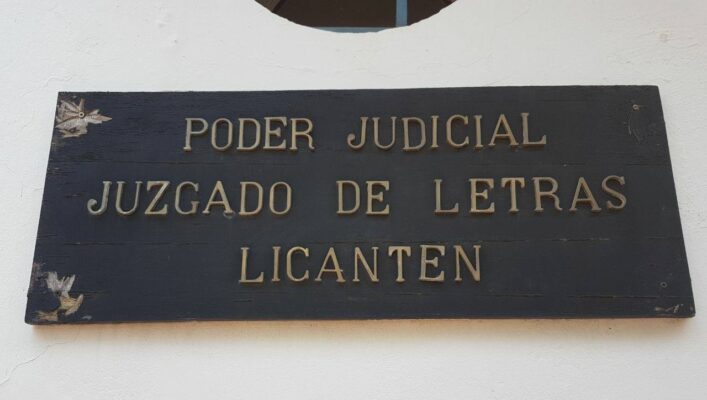 PODER JUDICIAL
JUZGADO DE LETRAS
LICANTEN